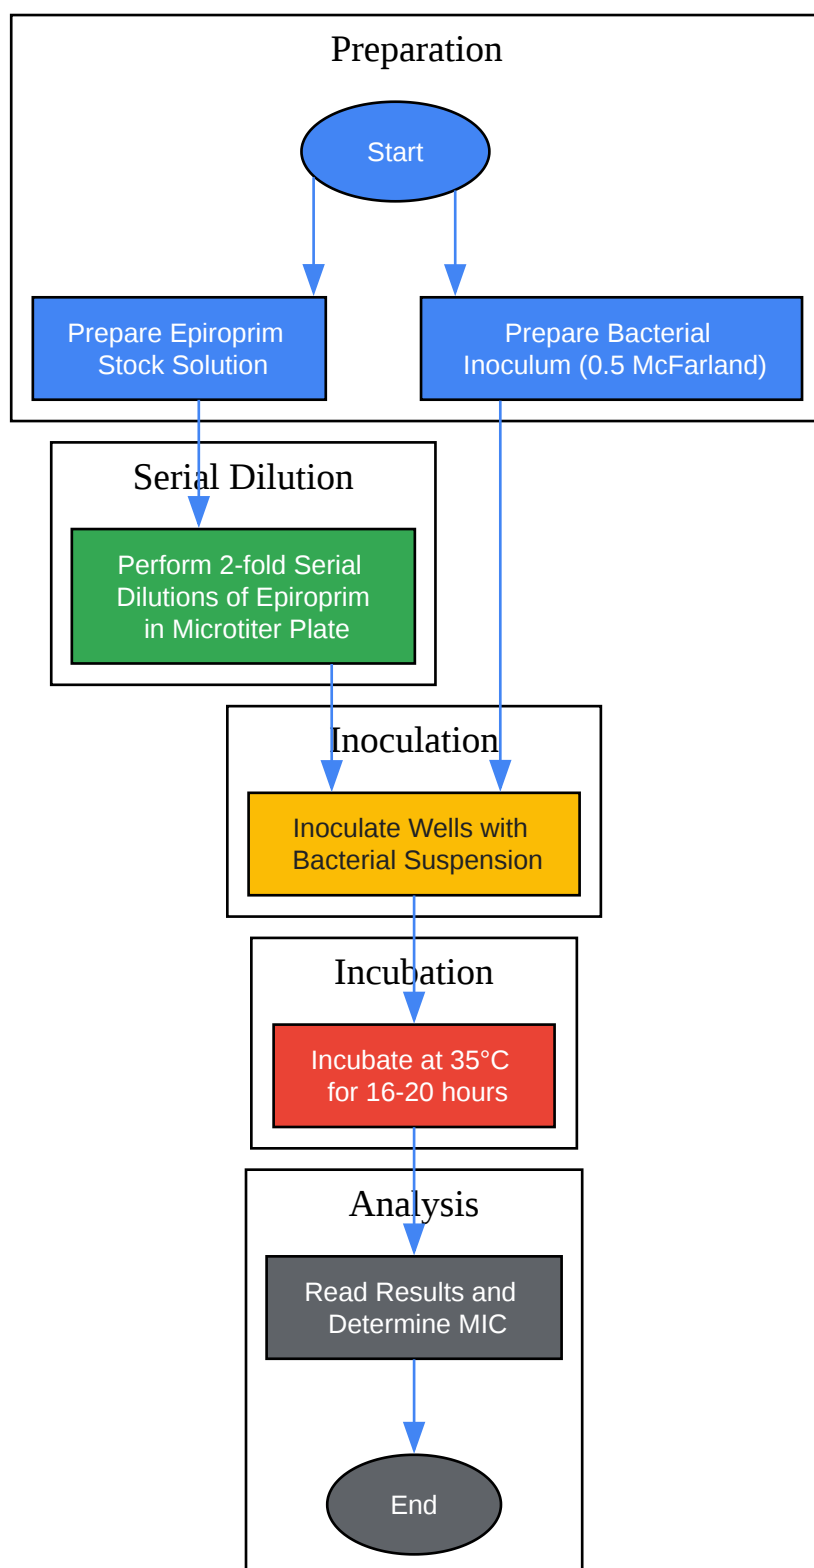 Preparation
Start
Prepare Epiroprim
Stock Solution
Prepare Bacterial
Inoculum (0.5 McFarland)
Serial Dilution
Perform 2-fold Serial
Dilutions of Epiroprim
in Microtiter Plate
Inoculation
Inoculate Wells with
Bacterial Suspension
Incubation
Incubate at 35°C
for 16-20 hours
Analysis
Read Results and
Determine MIC
End